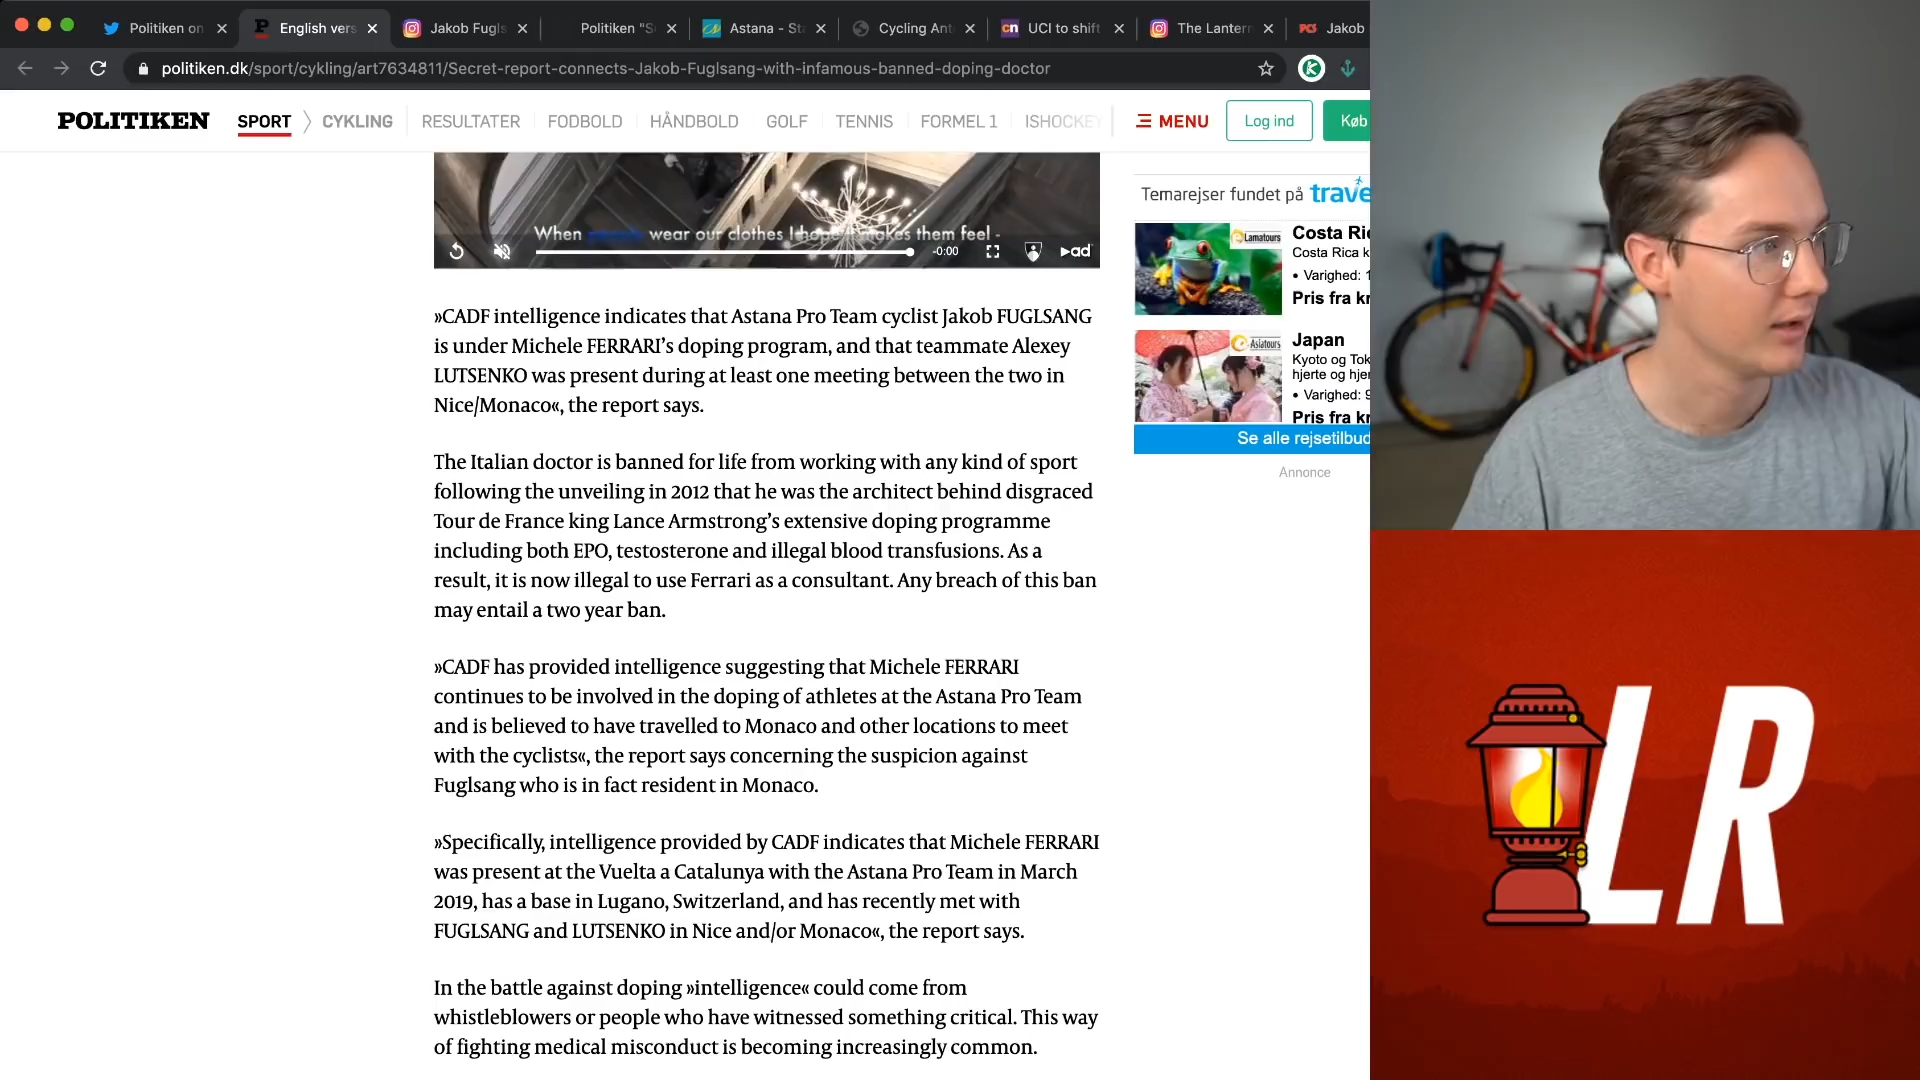 Politiken on
English vers
Jakob Fugls
Politiken "S
Astana - Sta
Cycling Ant
UCI to shift
The Lantern
Jakob
politiken.dk/sport/cykling/art7634811/Secret-report-connects-Jakob-Fuglsang-with-infamous-banned-doping-doctor
POLITIKEN
SPORT
CYKLING
RESULTATER
FODBOLD
HÅNDBOLD
GOLF
TENNIS
FORMEL 1
ISHOCKEY
MENU
Log ind
Køb
When wear our clothes I hope it makes them feel -
-0:00
ad
»CADF intelligence indicates that Astana Pro Team cyclist Jakob FUGLSANG
is under Michele FERRARI’s doping program, and that teammate Alexey
LUTSENKO was present during at least one meeting between the two in
Nice/Monaco«, the report says.
The Italian doctor is banned for life from working with any kind of sport
following the unveiling in 2012 that he was the architect behind disgraced
Tour de France king Lance Armstrong’s extensive doping programme
including both EPO, testosterone and illegal blood transfusions. As a
result, it is now illegal to use Ferrari as a consultant. Any breach of this ban
may entail a two year ban.
»CADF has provided intelligence suggesting that Michele FERRARI
continues to be involved in the doping of athletes at the Astana Pro Team
and is believed to have travelled to Monaco and other locations to meet
with the cyclists«, the report says concerning the suspicion against
Fuglsang who is in fact resident in Monaco.
»Specifically, intelligence provided by CADF indicates that Michele FERRARI
was present at the Vuelta a Catalunya with the Astana Pro Team in March
2019, has a base in Lugano, Switzerland, and has recently met with
FUGLSANG and LUTSENKO in Nice and/or Monaco«, the report says.
In the battle against doping »intelligence« could come from
whistleblowers or people who have witnessed something critical. This way
of fighting medical misconduct is becoming increasingly common.
Temarejser fundet på trave
Lamatours
Costa Ric
Costa Rica k
• Varighed: 1
Pris fra kr
Asiatours
Japan
Kyoto og Tok
hjerte og hjer
• Varighed: 9
Pris fra kr
Se alle rejsetilbud
Annonce
LR